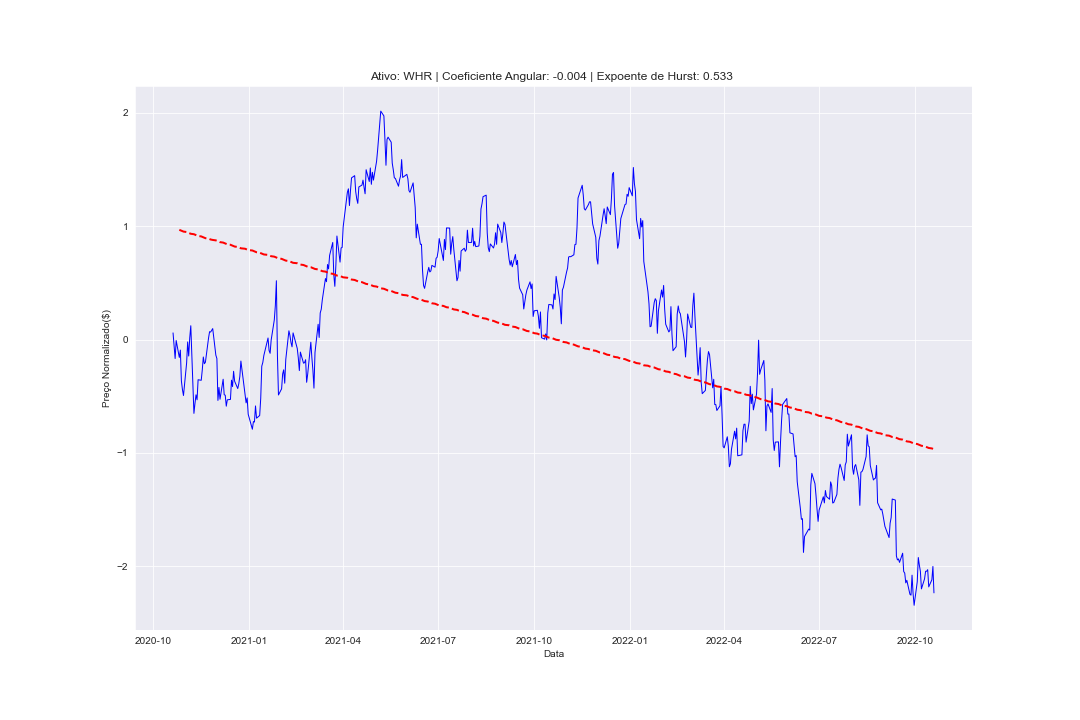 Ativo: WHR | Coeficiente Angular: -0.004 | Expoente de Hurst: 0.533
2
1
0
−1
−2
Preço Normalizado($)
2020-10 2021-01 2021-04 2021-07 2021-10 2022-01 2022-04 2022-07 2022-10
Data